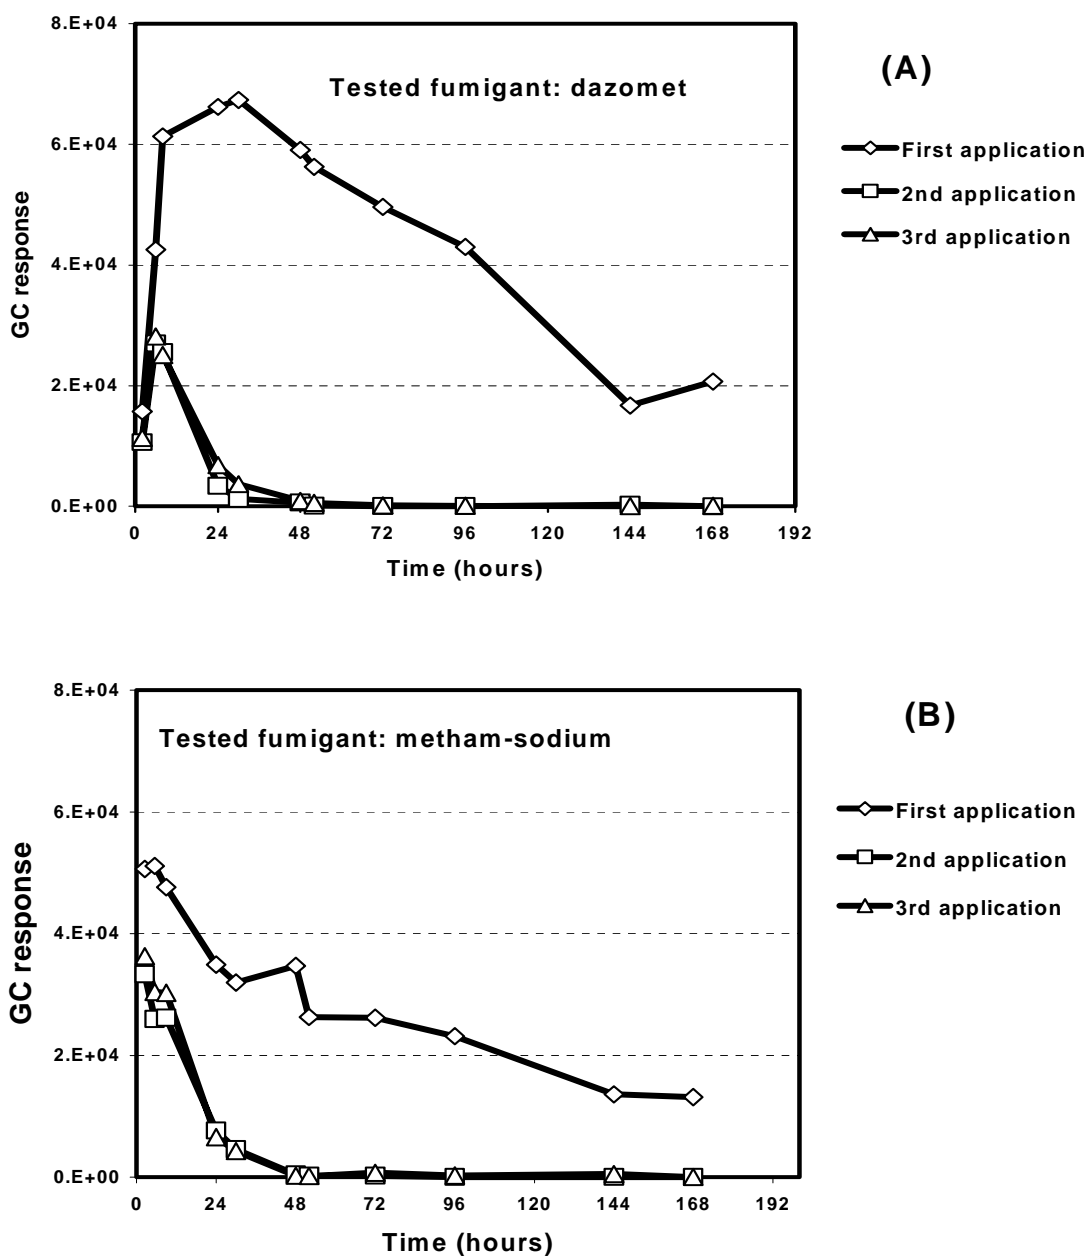 8.E+04
(A)
Tested fumigant: dazomet
6.E+04
First application
2nd application
3rd application
GC response
4.E+04
2.E+04
0.E+00
0 24 48 72 96 120 144 168 192
Time (hours)
8.E+04
(B)
Tested fumigant: metham-sodium
6.E+04
First application
2nd application
3rd application
GC response
4.E+04
2.E+04
0.E+00
0 24 48 72 96 120 144 168 192
Time (hours)